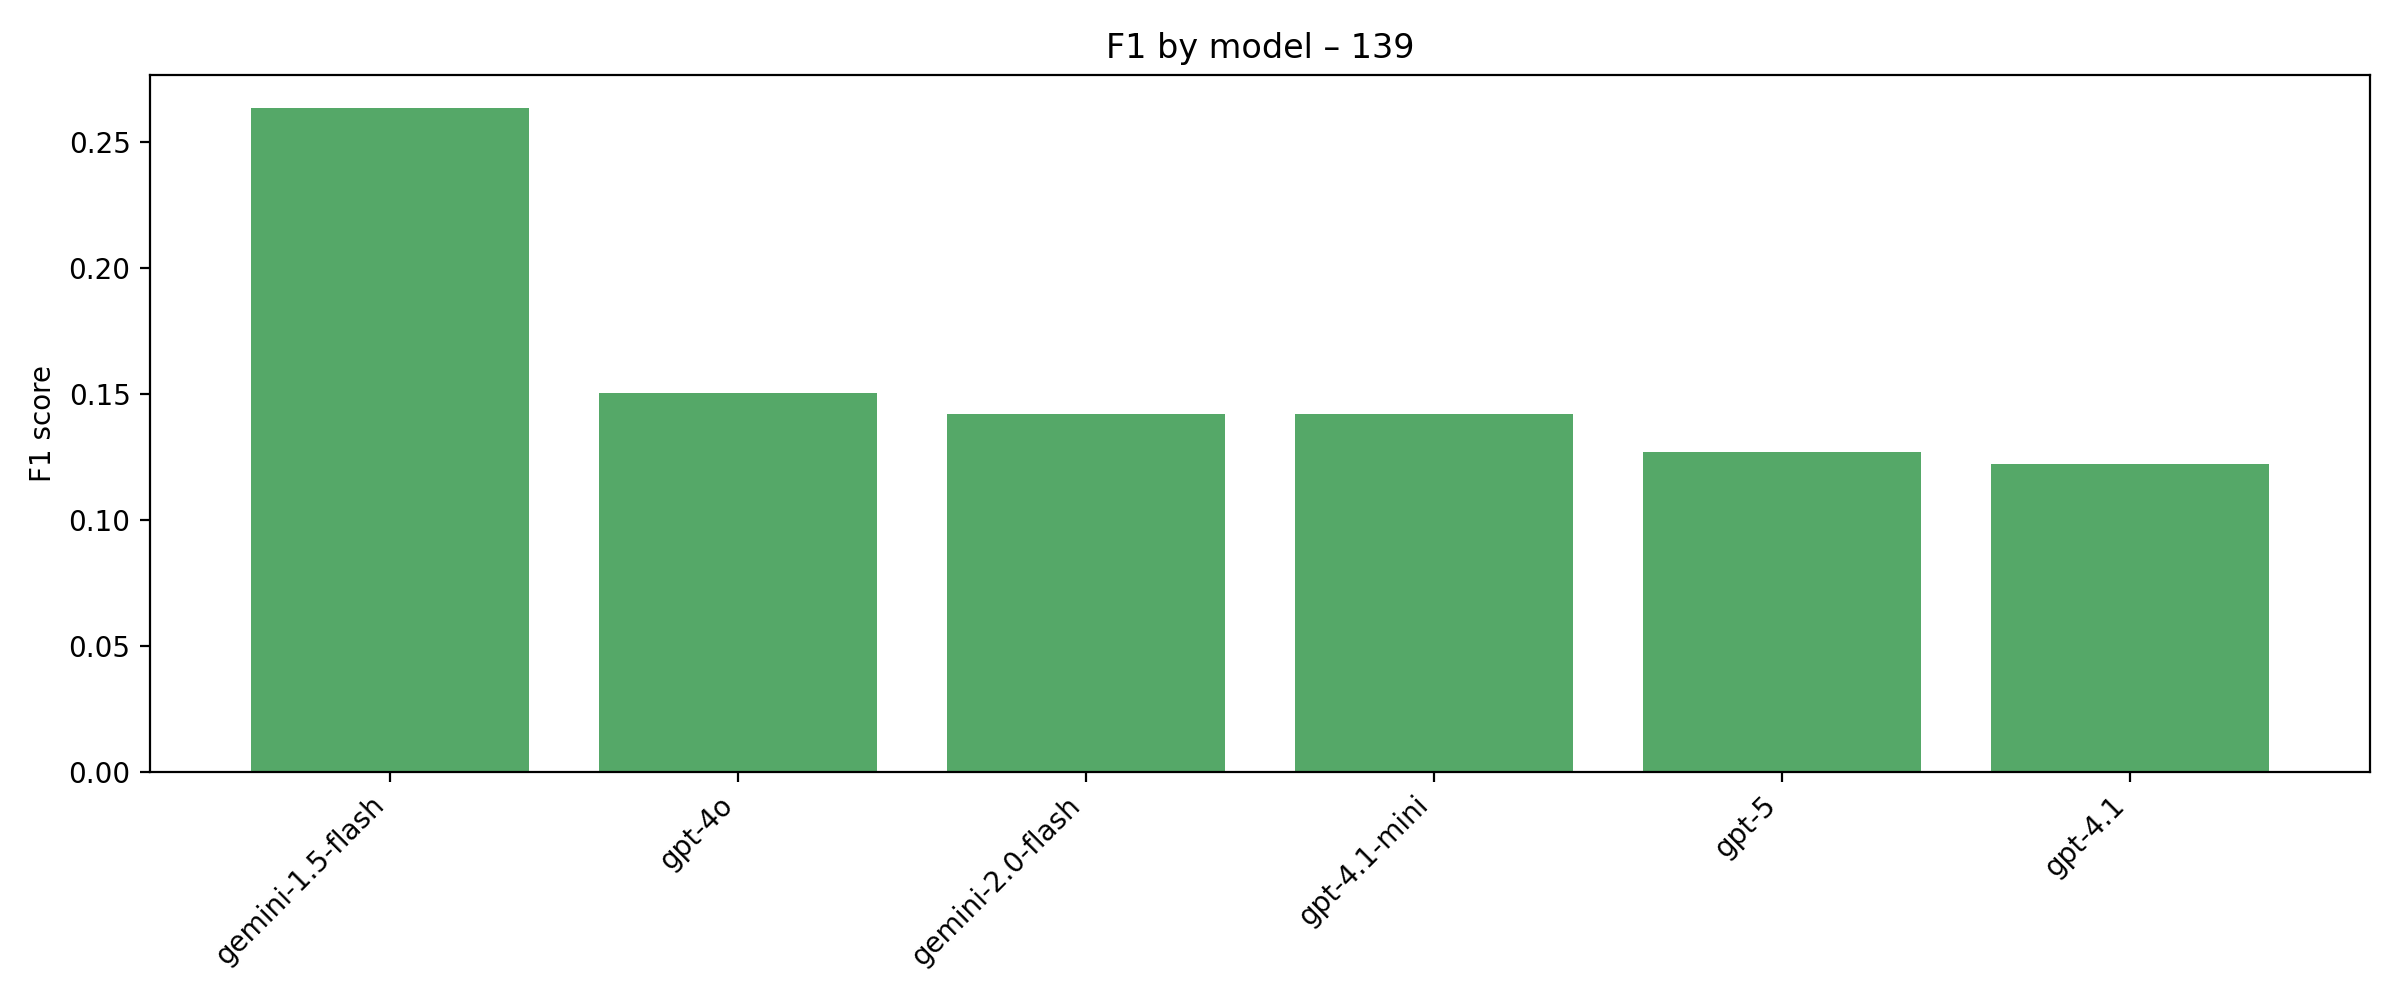 F1 by model – 139
F1 score
0.25
0.20
0.15
0.10
0.05
0.00
gemini-1.5-flash
gpt-4o
gemini-2.0-flash
gpt-4.1-mini
gpt-5
gpt-4.1